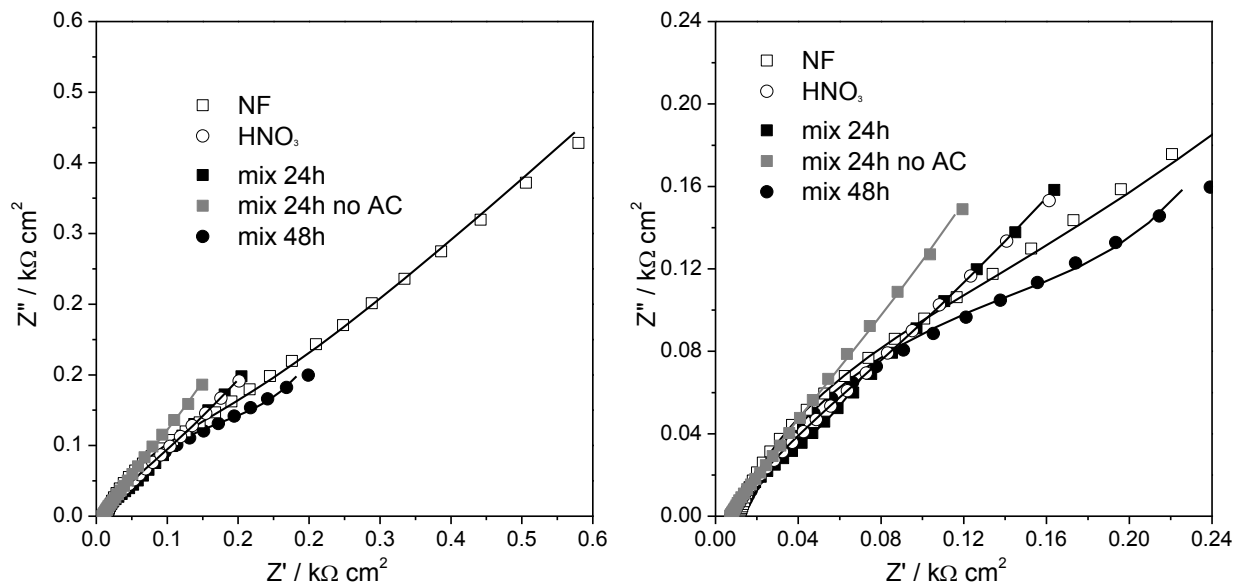 0.6
0.5
0.4
0.3
0.2
0.2
0.1
0.0
Z'' / kΩ cm²
NF
HNO₃
mix 24h
mix 24h no AC
mix 48h
0.0 0.1 0.2 0.2 0.3 0.4 0.5 0.6
Z' / kΩ cm²
0.24
0.20
0.16
0.12
0.08
0.04
0.00
Z'' / kΩ cm²
NF
HNO₃
mix 24h
mix 24h no AC
mix 48h
0.00 0.04 0.08 0.12 0.16 0.20 0.24
Z' / kΩ cm²